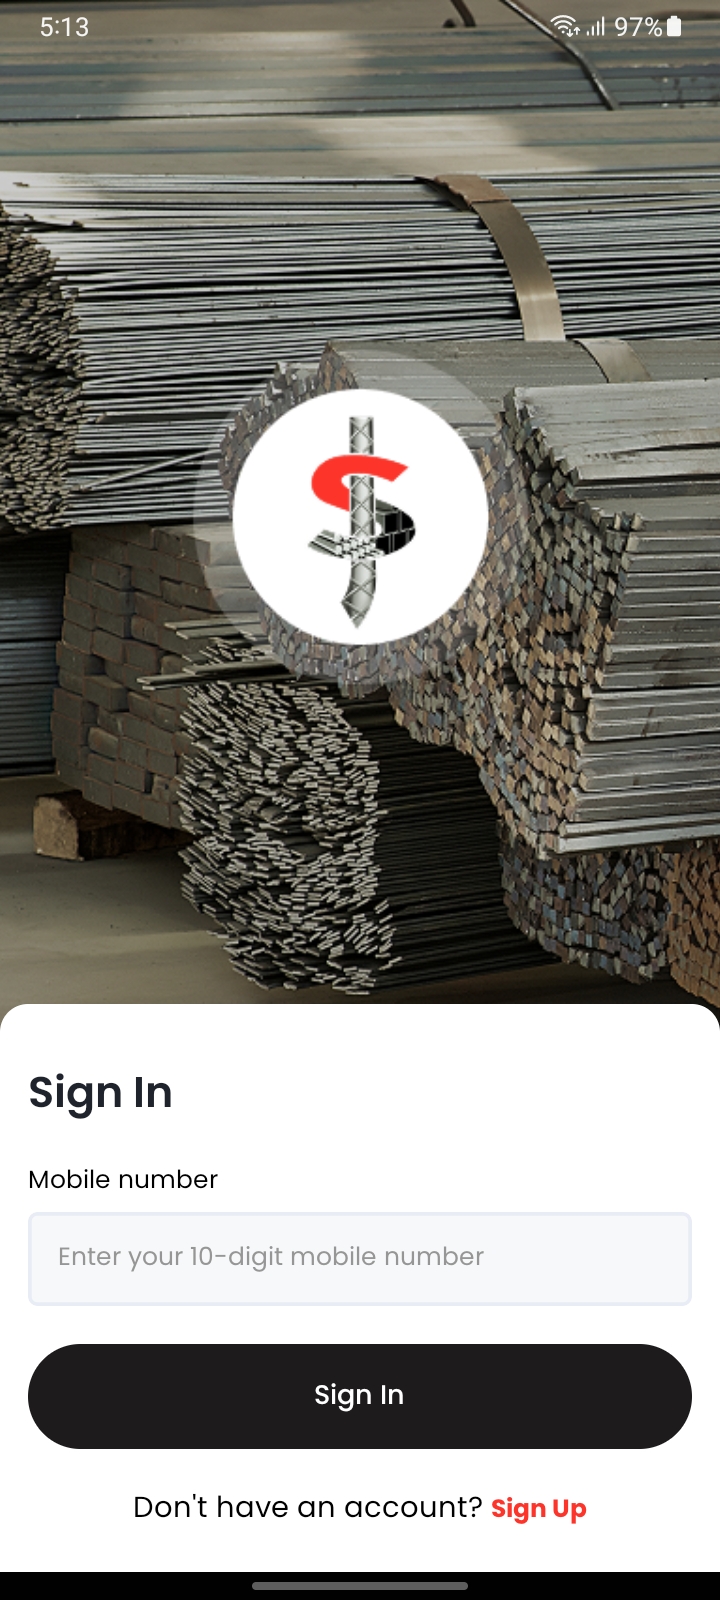 5:13
97%
Sign In
Mobile number
Enter your 10-digit mobile number
Sign In
Don't have an account? Sign Up